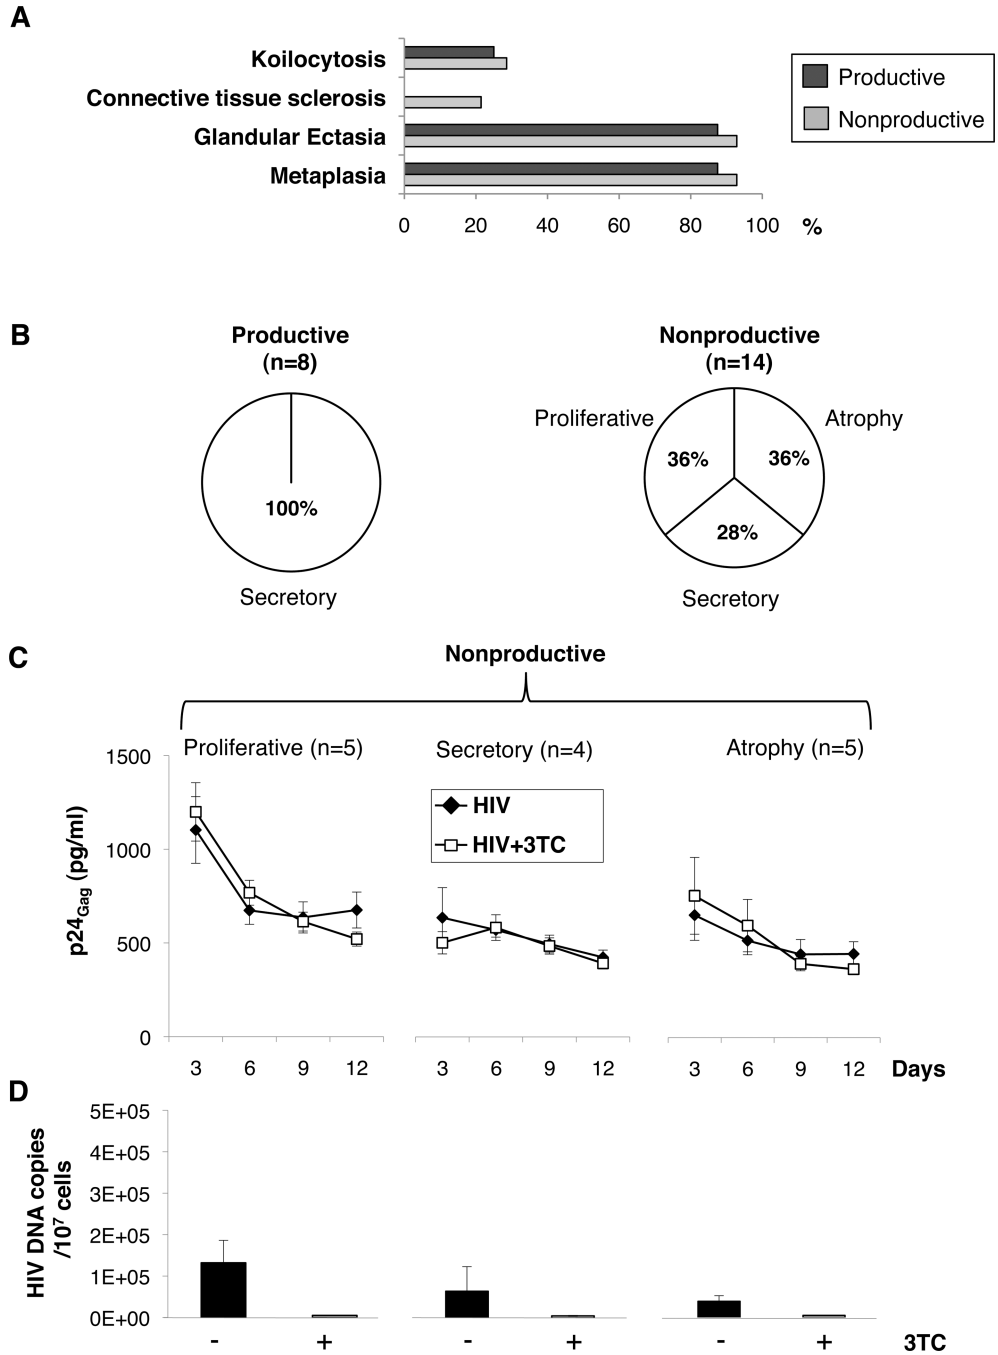 A
Koilocytosis
Connective tissue sclerosis
Glandular Ectasia
Metaplasia
0 20 40 60 80 100 %
Productive
Nonproductive
B
Productive
(n=8)
100%
Secretory
Nonproductive
(n=14)
Proliferative
Atrophy
36%
36%
28%
Secretory
C
Nonproductive
Proliferative (n=5)
Secretory (n=4)
Atrophy (n=5)
HIV
HIV+3TC
p24Gag (pg/ml)
1500
1000
500
0
3 6 9 12
3 6 9 12
3 6 9 12
Days
D
HIV DNA copies
/10⁷ cells
5E+05
4E+05
3E+05
2E+05
1E+05
0E+00
- + - + - + 3TC